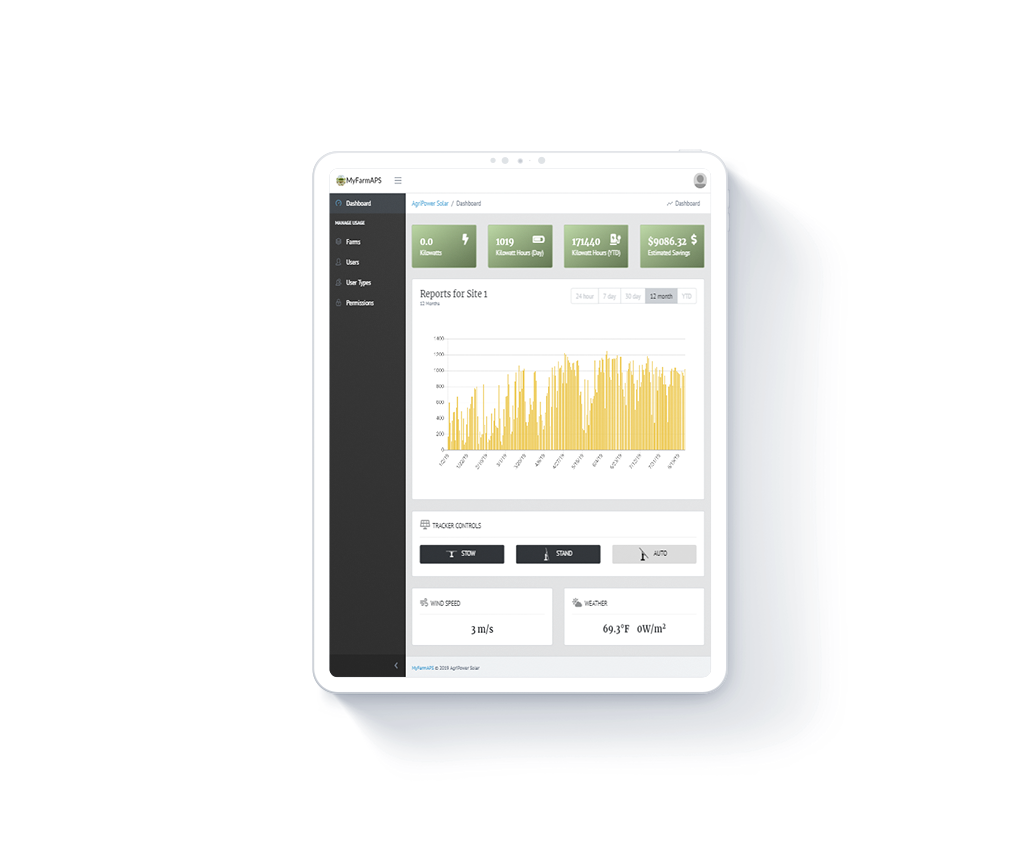 MyFarmAPS
Dashboard
MANAGE USAGE
Farms
Users
User Types
Permissions
AgriPower Solar / Dashboard
Dashboard
0.0
Kilowatts
1019
Kilowatt Hours (Day)
171440
Kilowatt Hours (YTD)
$9086.32 $
Estimated Savings
Reports for Site 1
12 Months
24 hour 7 day 30 day 12 month YTD
1400
1200
1000
800
600
400
200
0
TRACKER CONTROLS
STOW
STAND
AUTO
WIND SPEED
3 m/s
WEATHER
69.3°F 0W/m²
MyFarmAPS © 2019 AgriPower Solar